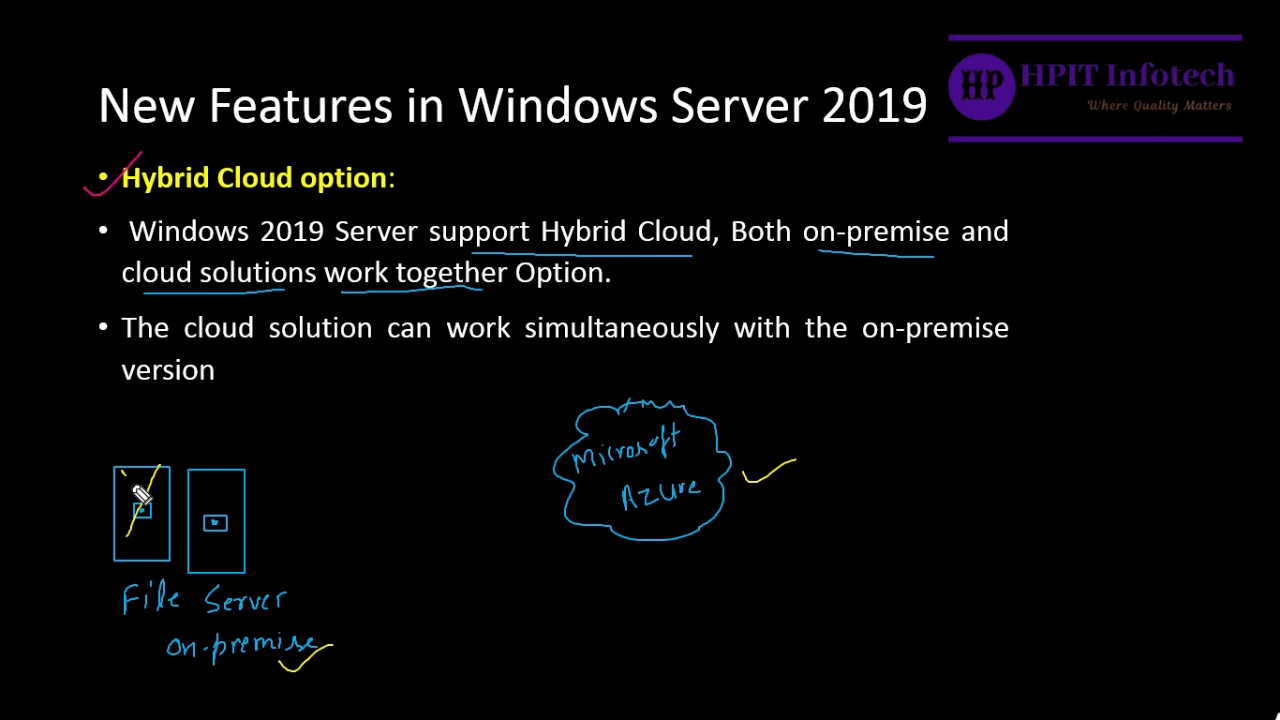 HPIT Infotech
HP
Where Quality Matters
New Features in Windows Server 2019
• Hybrid Cloud option:
• Windows 2019 Server support Hybrid Cloud, Both on-premise and
cloud solutions work together Option.
• The cloud solution can work simultaneously with the on-premise
version
Microsoft
Azure
File Server
on-premise